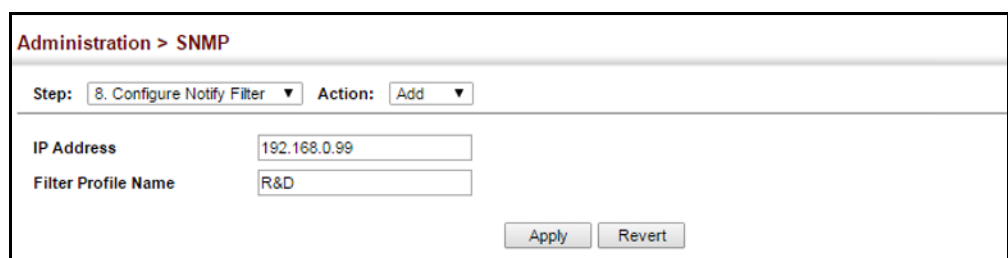 Administration > SNMP
Step: 8. Configure Notify Filter Action: Add
IP Address 192.168.0.99
Filter Profile Name R&D
Apply Revert